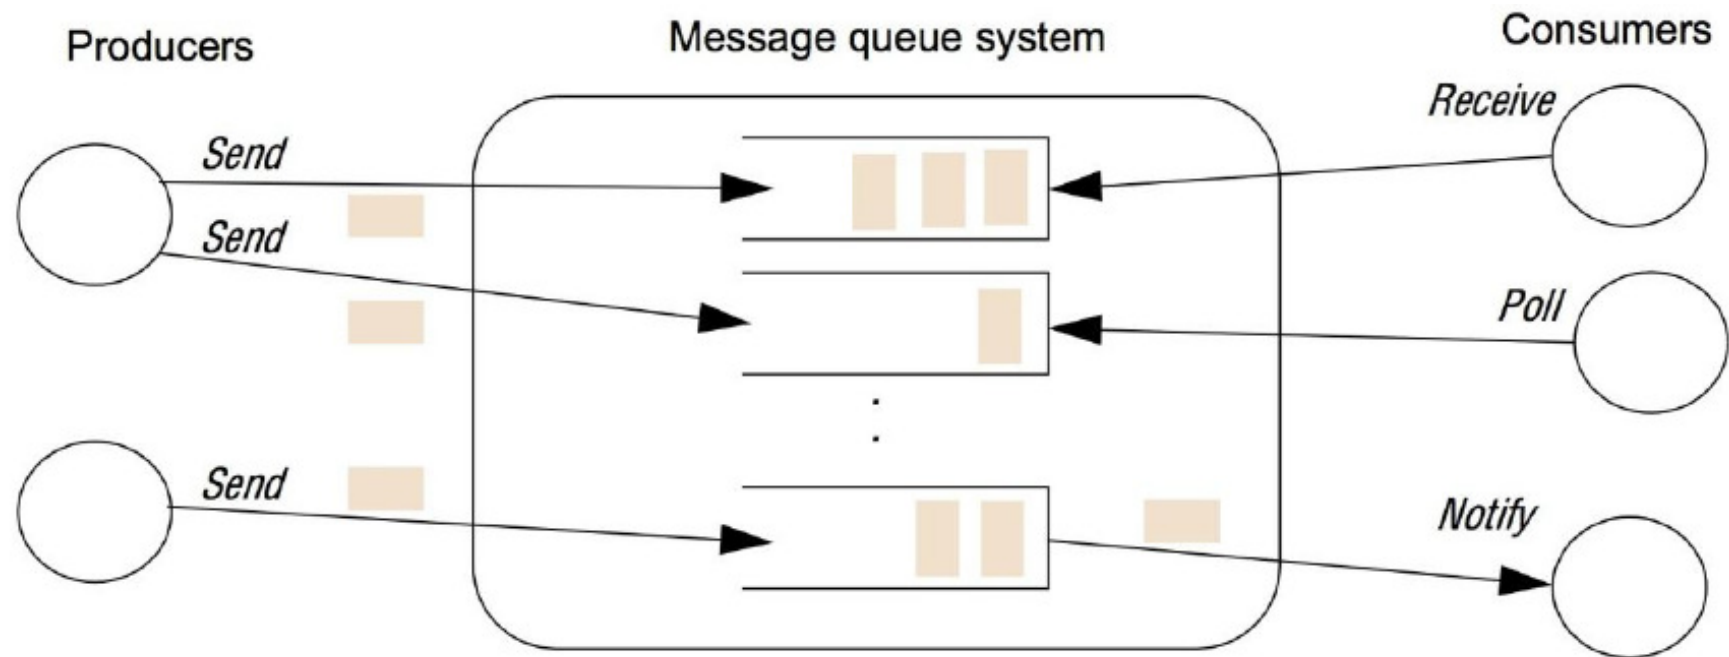 Producers
Message queue system
Consumers
Send
Receive
Send
Poll
Send
Notify